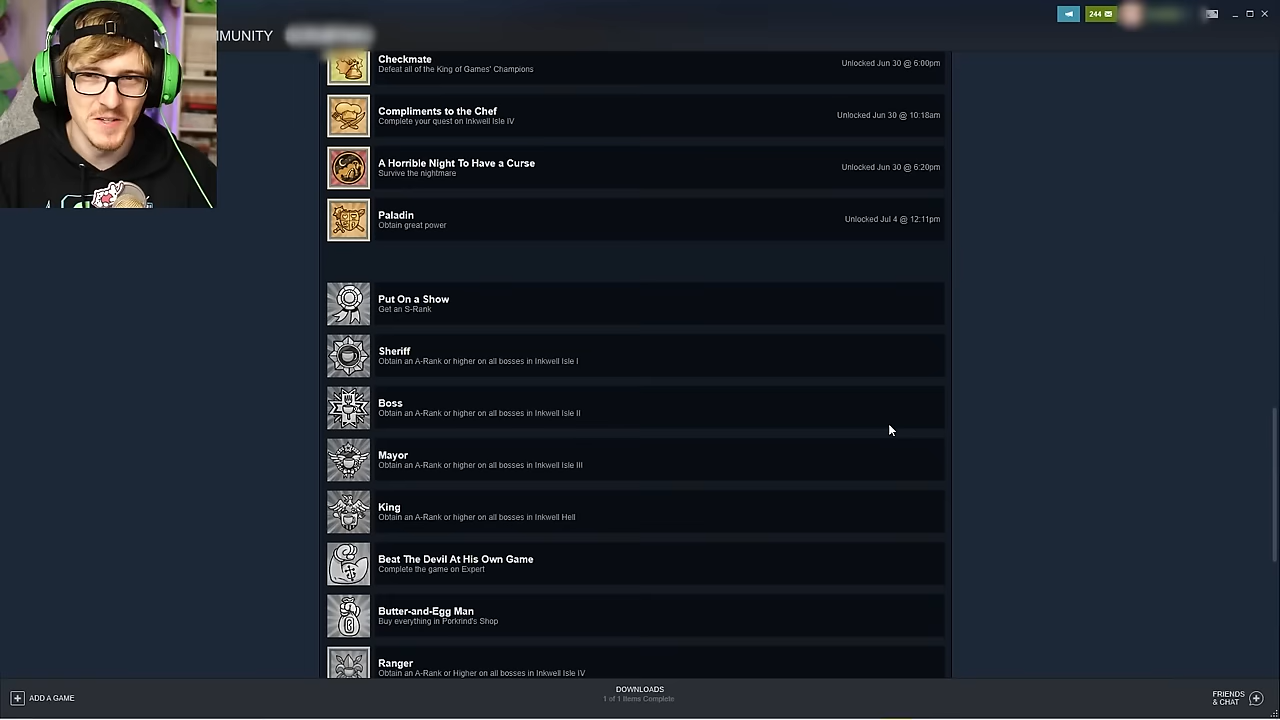 244
MMUNITY
Checkmate
Defeat all of the King of Games' Champions
Unlocked Jun 30 @ 6:00pm
Compliments to the Chef
Complete your quest on Inkwell Isle IV
Unlocked Jun 30 @ 10:18am
A Horrible Night To Have a Curse
Survive the nightmare
Unlocked Jun 30 @ 6:20pm
Paladin
Obtain great power
Unlocked Jul 4 @ 12:11pm
Put On a Show
Get an S-Rank
Sheriff
Obtain an A-Rank or higher on all bosses in Inkwell Isle I
Boss
Obtain an A-Rank or higher on all bosses in Inkwell Isle II
Mayor
Obtain an A-Rank or higher on all bosses in Inkwell Isle III
King
Obtain an A-Rank or higher on all bosses in Inkwell Hell
Beat The Devil At His Own Game
Complete the game on Expert
Butter-and-Egg Man
Buy everything in Porkrind's Shop
Ranger
Obtain an A-Rank or Higher on all bosses in Inkwell Isle IV
ADD A GAME
DOWNLOADS
1 of 1 Items Complete
FRIENDS
& CHAT